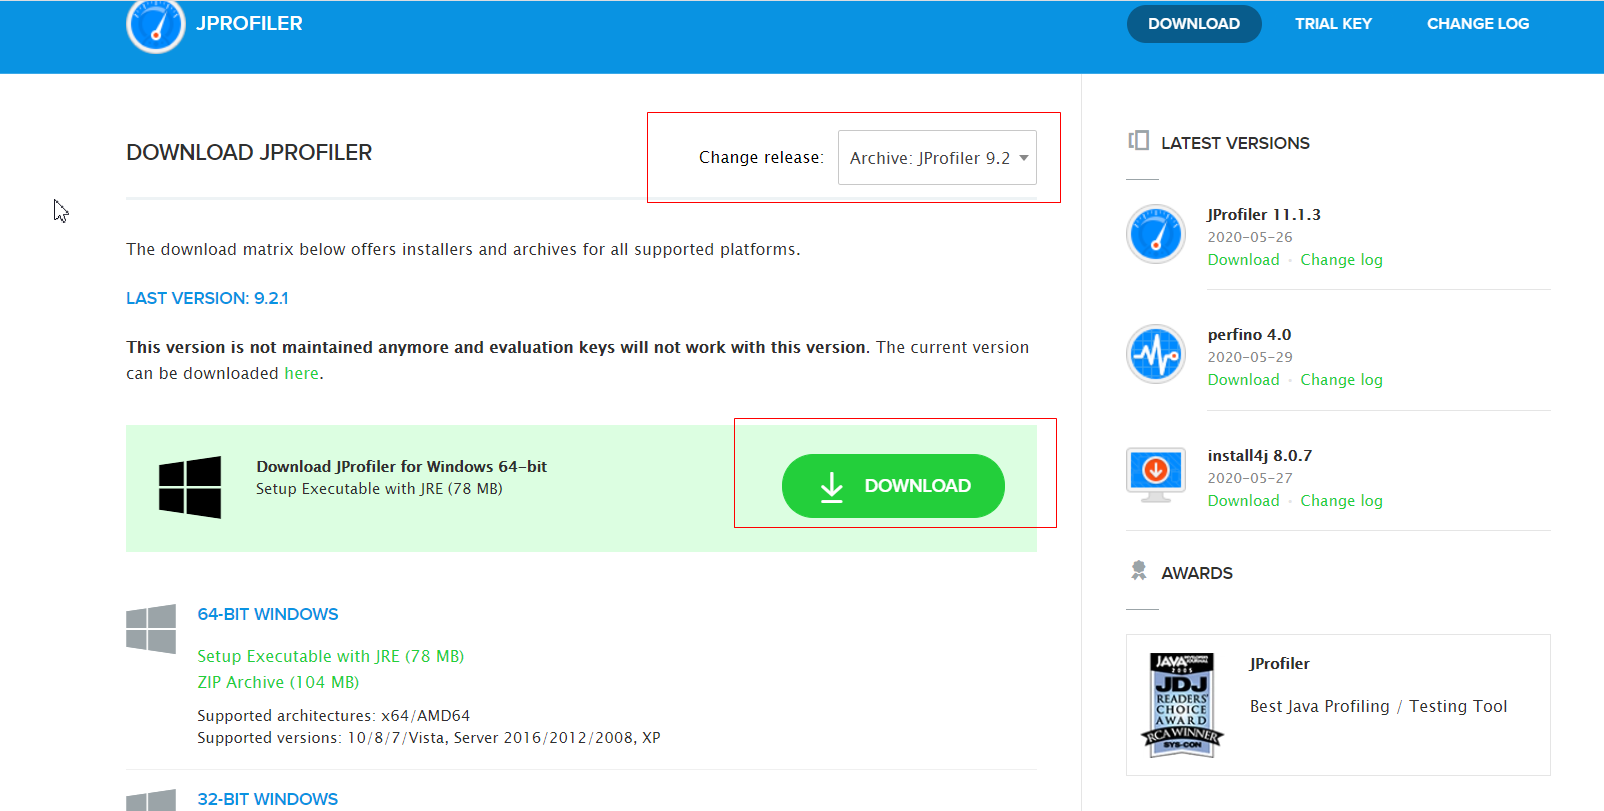 JPROFILER
DOWNLOAD
TRIAL KEY
CHANGE LOG
DOWNLOAD JPROFILER
Change release:
Archive: JProfiler 9.2
The download matrix below offers installers and archives for all supported platforms.
LAST VERSION: 9.2.1
This version is not maintained anymore and evaluation keys will not work with this version. The current version
can be downloaded here.
Download JProfiler for Windows 64-bit
Setup Executable with JRE (78 MB)
DOWNLOAD
64-BIT WINDOWS
Setup Executable with JRE (78 MB)
ZIP Archive (104 MB)
Supported architectures: x64/AMD64
Supported versions: 10/8/7/Vista, Server 2016/2012/2008, XP
32-BIT WINDOWS
LATEST VERSIONS
JProfiler 11.1.3
2020-05-26
Download · Change log
perfino 4.0
2020-05-29
Download · Change log
install4j 8.0.7
2020-05-27
Download · Change log
AWARDS
JAVA
2005
JDJ
READERS'
CHOICE
AWARD
RCA WINNER
SYS-CON
JProfiler
Best Java Profiling / Testing Tool